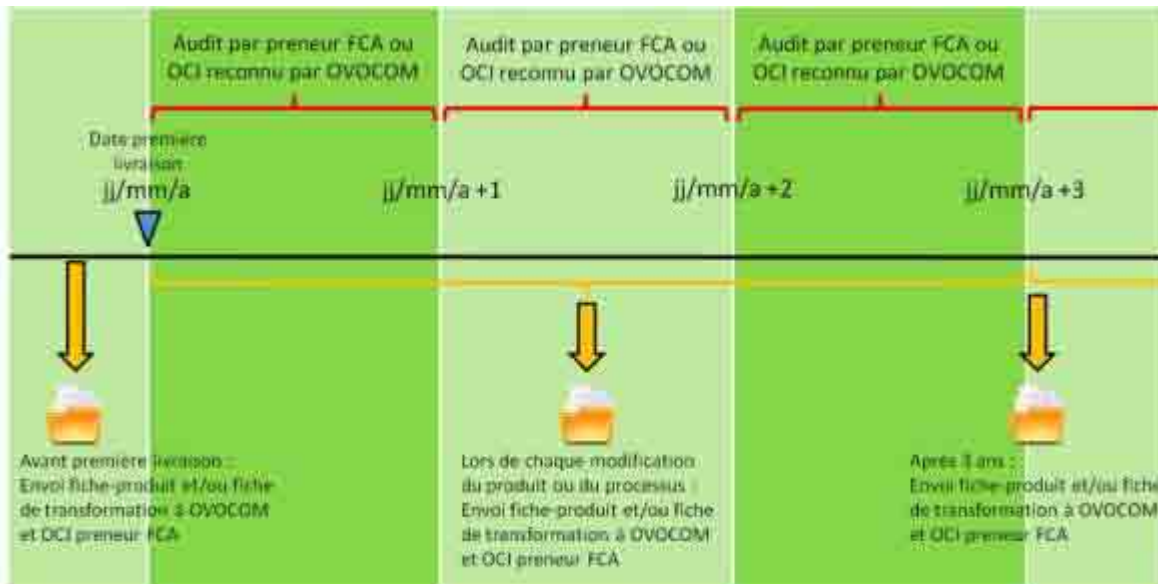 Audit par preneur FCA ou
OCI reconnu par OVOCOM
Audit par preneur FCA ou
OCI reconnu par OVOCOM
Audit par preneur FCA ou
OCI reconnu par OVOCOM
Date première
livraison
jj/mm/a
jj/mm/a +1
jj/mm/a +2
jj/mm/a +3
Avant première livraison :
Envoi fiche-produit et/ou fiche
de transformation à OVOCOM
et OCI preneur FCA
Lors de chaque modification
du produit ou du processus :
Envoi fiche-produit et/ou fiche
de transformation à OVOCOM
et OCI preneur FCA
Après 3 ans :
Envoi fiche-produit et/ou fiche
de transformation à OVOCOM
et OCI preneur FCA